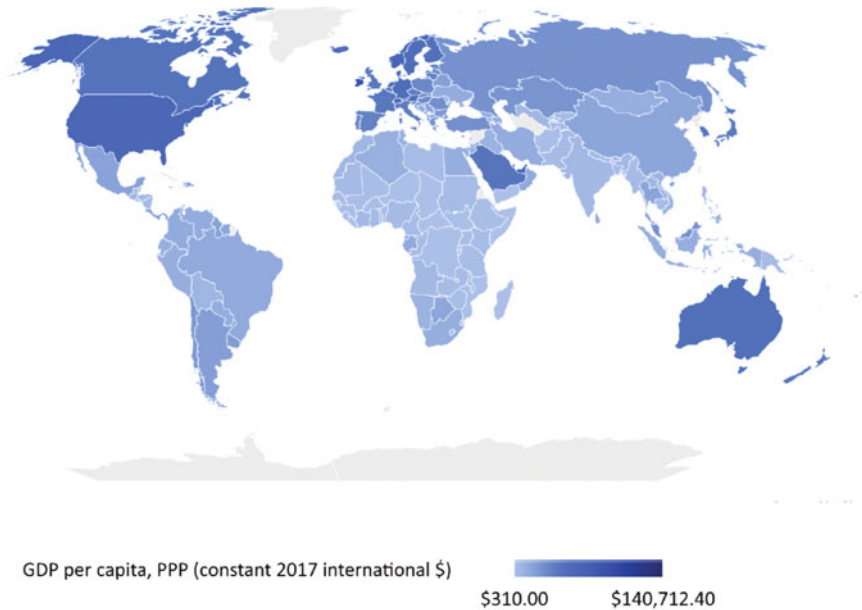 GDP per capita, PPP (constant 2017 international $)
$310.00 $140,712.40